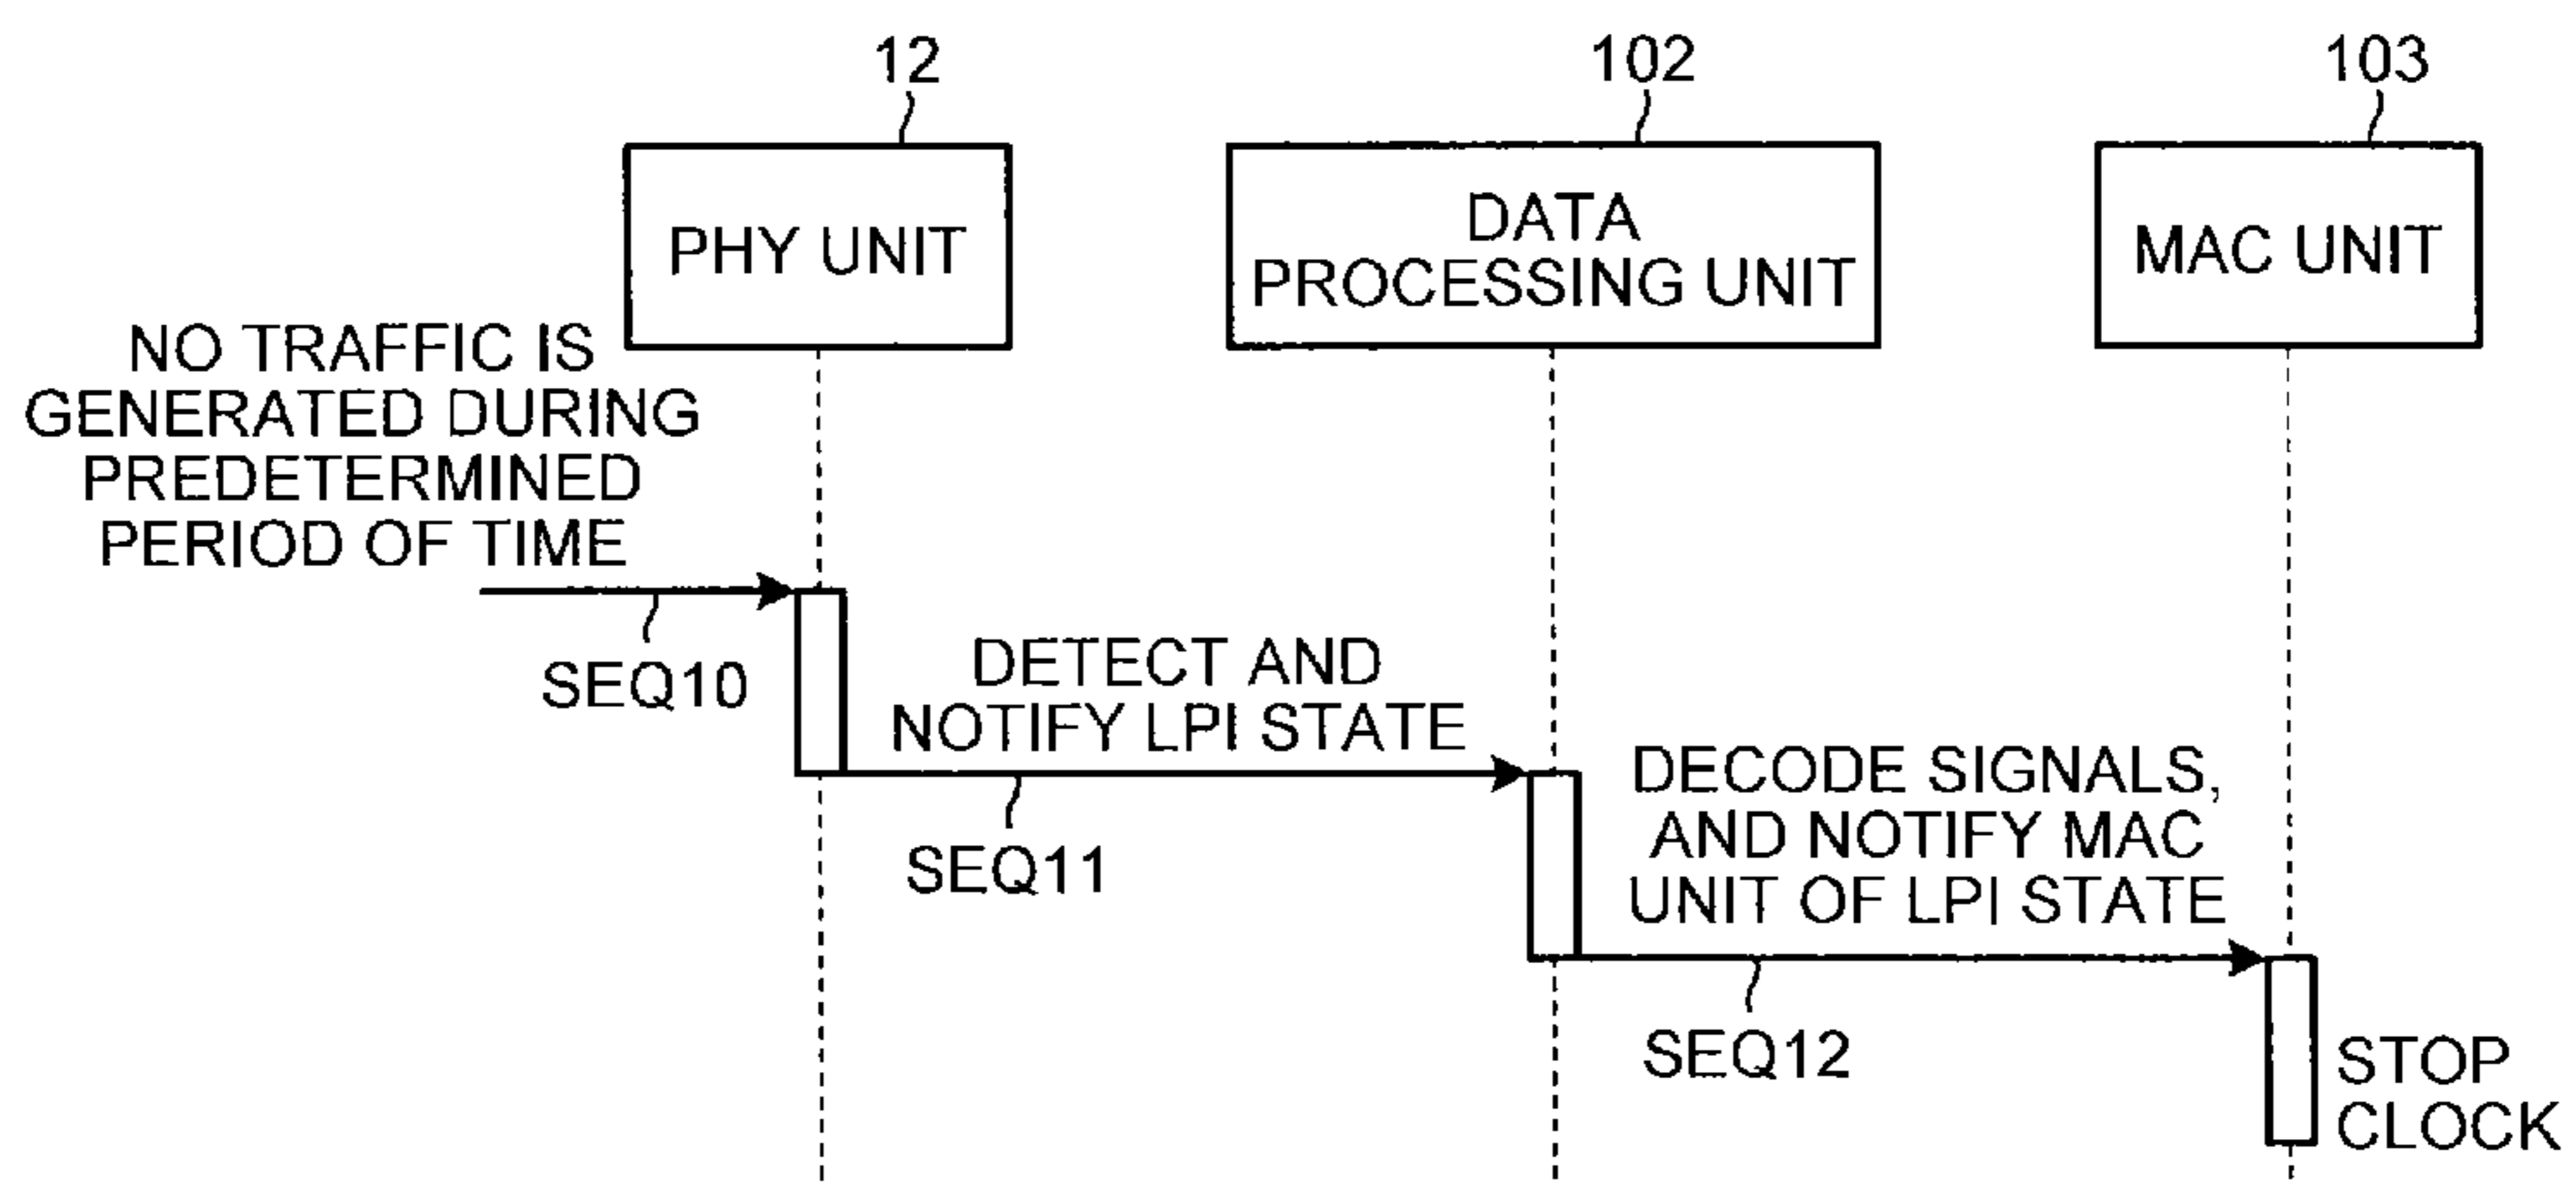 12
102
103
PHY UNIT
DATA
PROCESSING UNIT
MAC UNIT
NO TRAFFIC IS
GENERATED DURING
PREDETERMINED
PERIOD OF TIME
SEQ10
DETECT AND
NOTIFY LPI STATE
SEQ11
DECODE SIGNALS,
AND NOTIFY MAC
UNIT OF LPI STATE
SEQ12
STOP
CLOCK